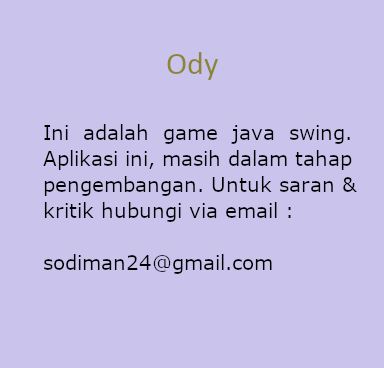 Ody
Ini adalah game java swing.
Aplikasi ini, masih dalam tahap
pengembangan. Untuk saran &
kritik hubungi via email :
sodiman24@gmail.com